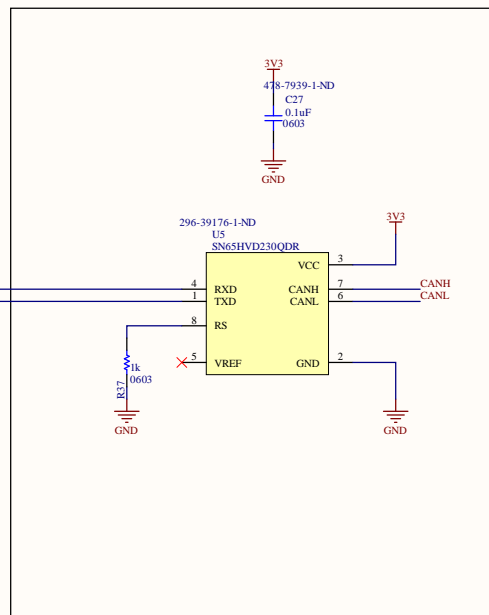 3V3
478-7939-1-ND
C27
0.1uF
0603
GND
296-39176-1-ND
U5
SN65HVD230QDR
3V3
VCC 3
4 RXD CANH 7 CANH
1 TXD CANL 6 CANL
8 RS
5 VREF GND 2
R37
1k
0603
GND
GND